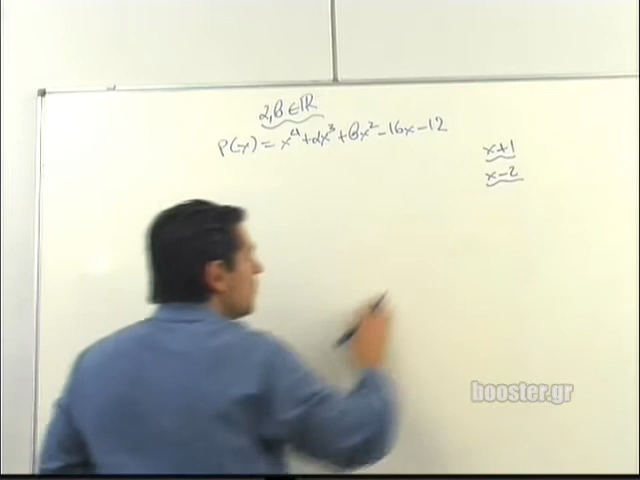 α,β∈ℝ
P(x) = x⁴+αx³+βx²-16x-12
x+1
x-2
booster.gr